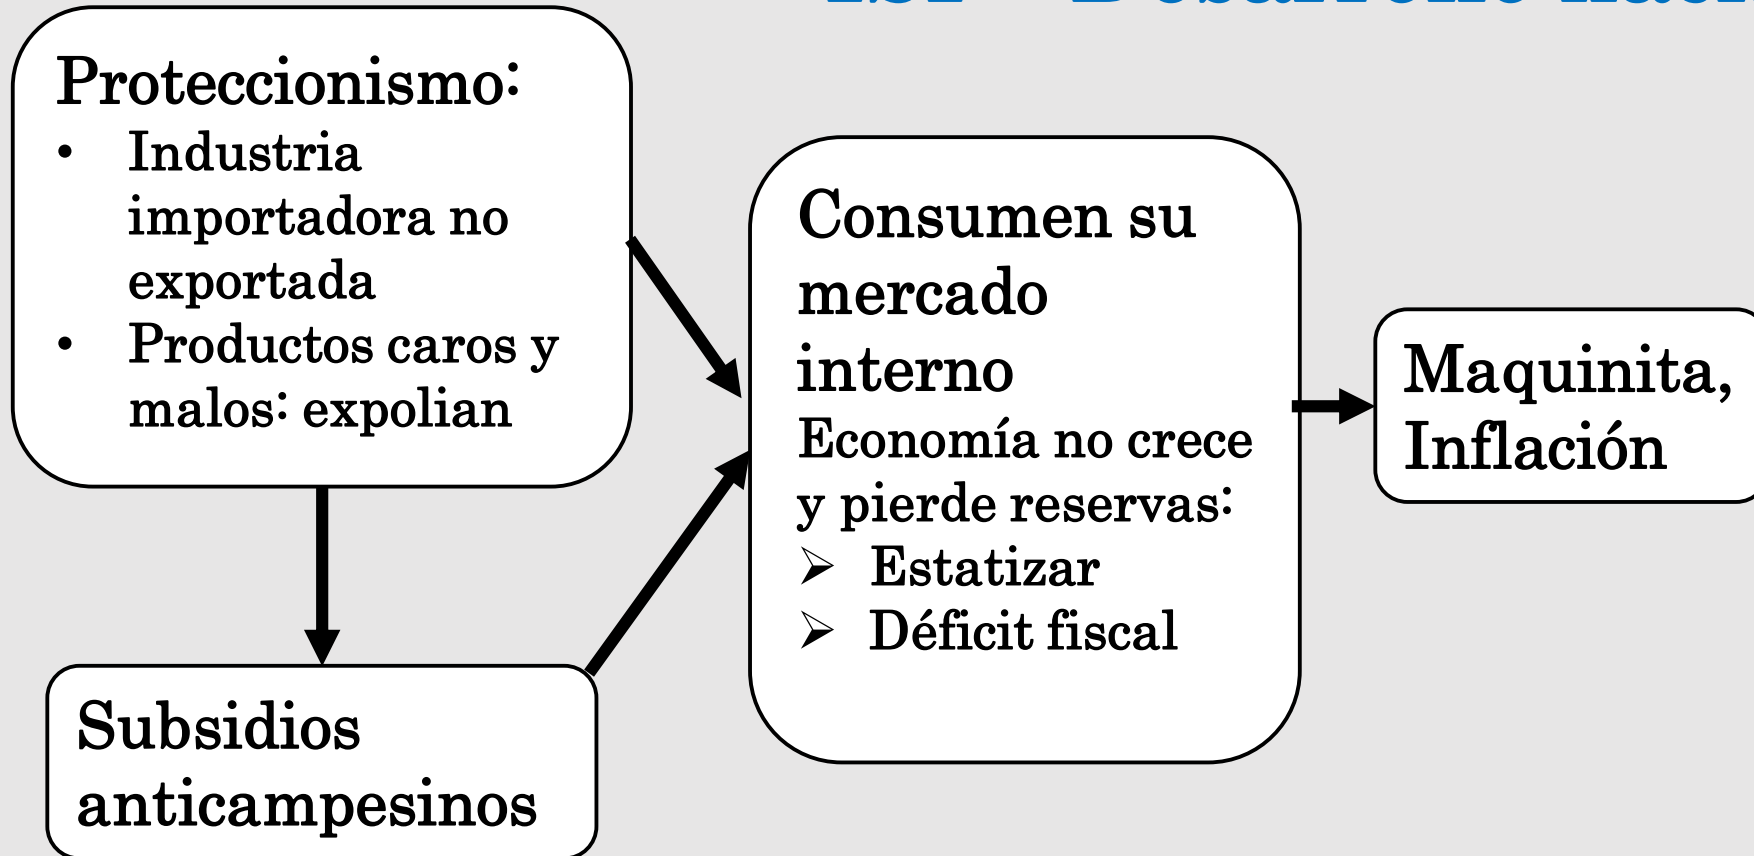 Proteccionismo:
• Industria
importadora no
exportada
• Productos caros y
malos: expolian
Consumen su
mercado
interno
Economía no crece
y pierde reservas:
➢ Estatizar
➢ Déficit fiscal
Maquinita,
Inflación
Subsidios
anticampesinos